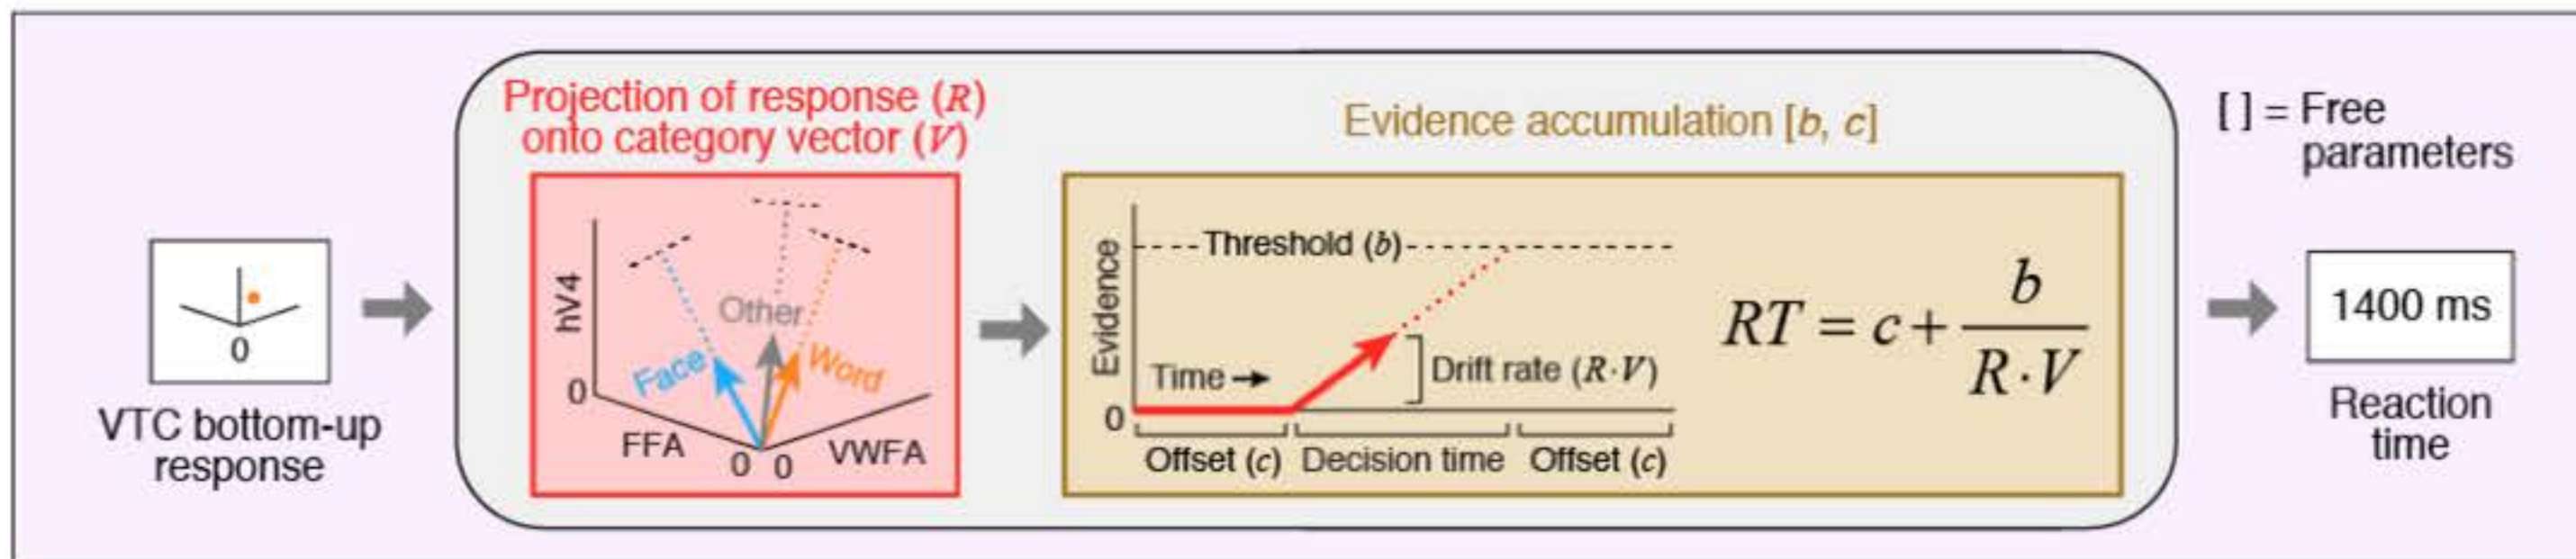 0
VTC bottom-up
response
Projection of response (R)
onto category vector (V)
hV4
0
Face
Other
Word
FFA
0 0
VWFA
Evidence accumulation [b, c]
Evidence
0
Threshold (b)
Time →
Drift rate (R·V)
Offset (c) Decision time Offset (c)
RT = c + b / R · V
[ ] = Free
parameters
1400 ms
Reaction
time